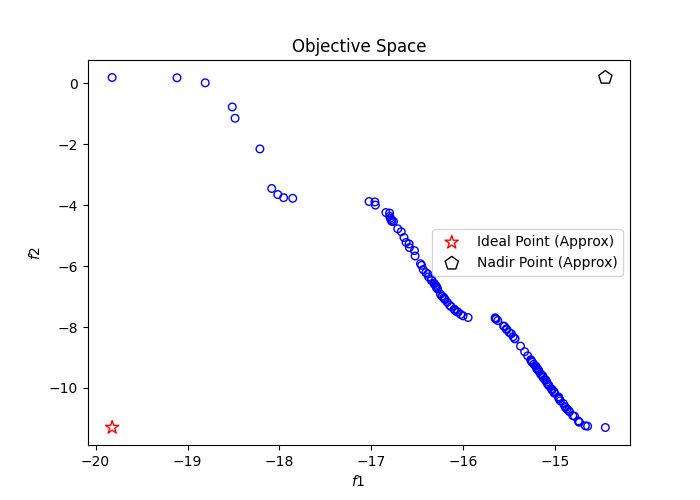 Objective Space
0
−2
−4
−6
−8
−10
f2
Ideal Point (Approx)
Nadir Point (Approx)
−20 −19 −18 −17 −16 −15
f1